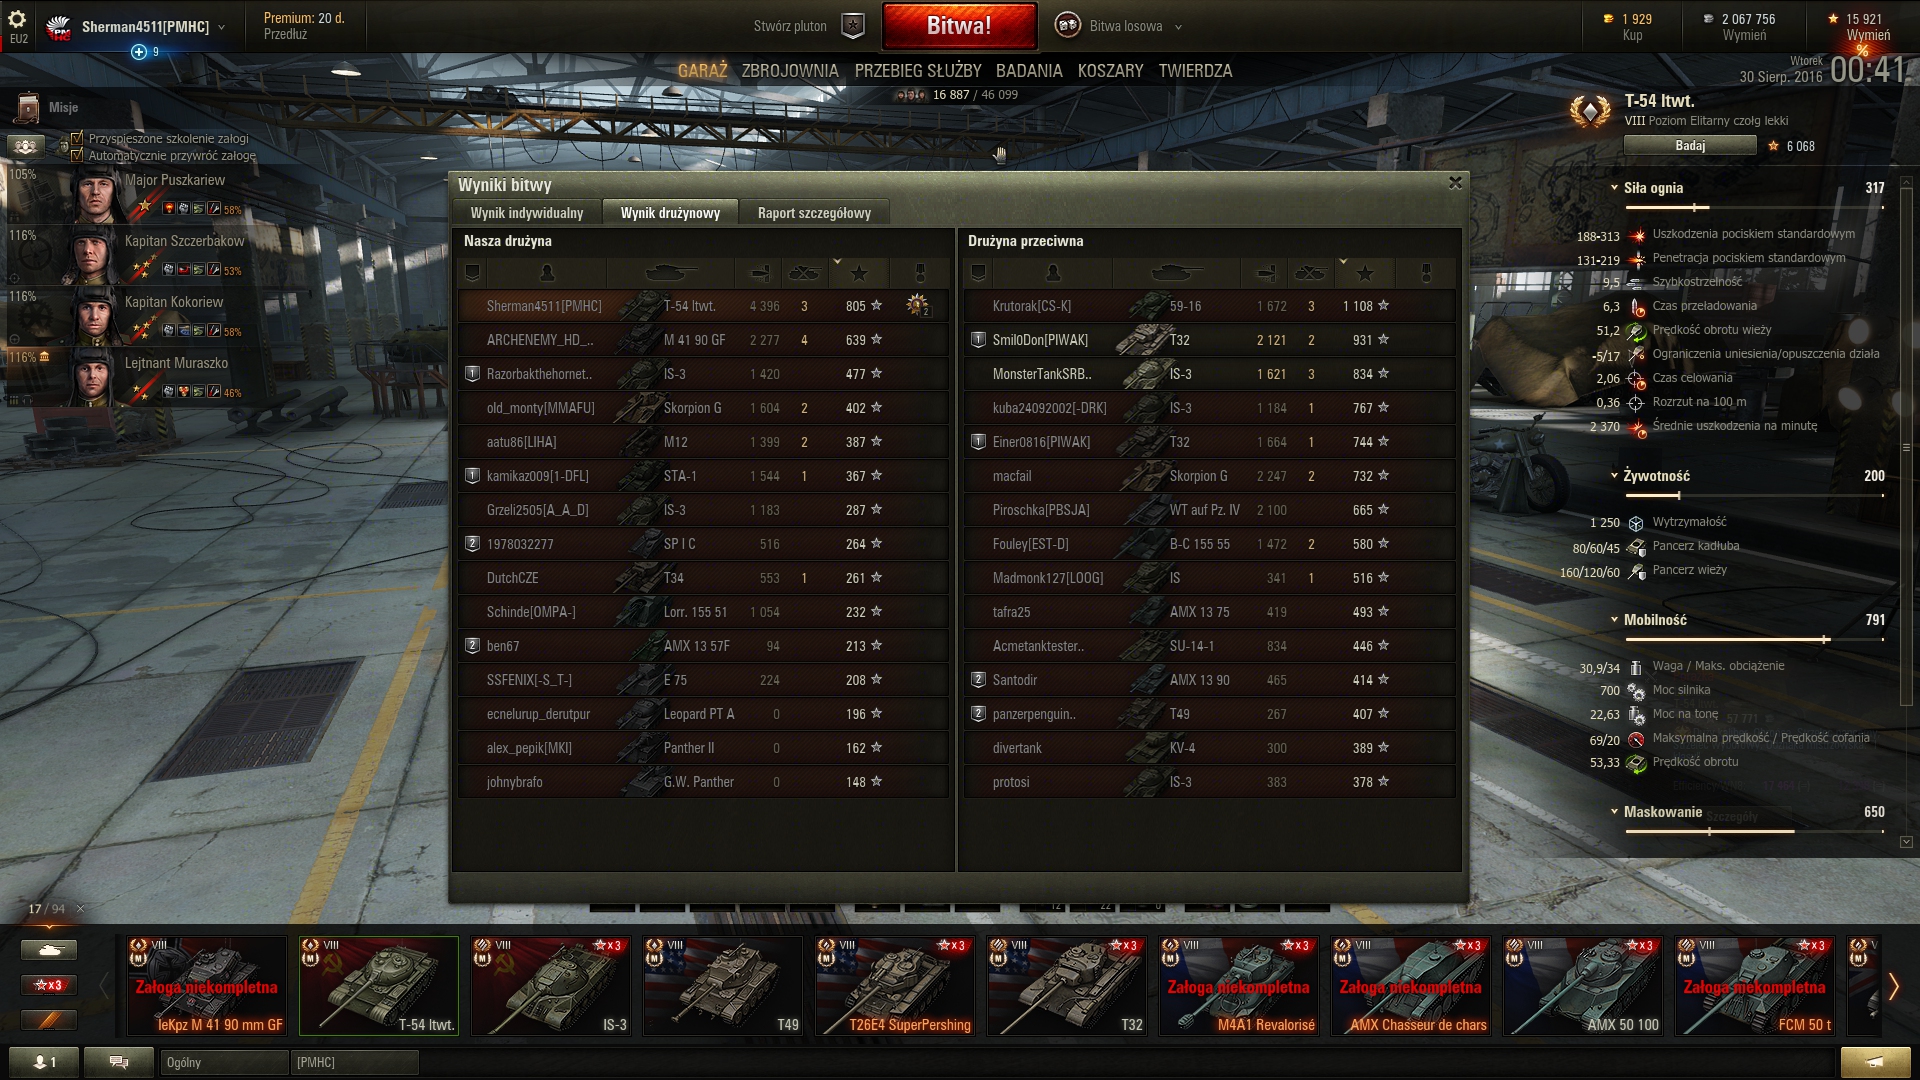 EU2
Sherman4511[PMHC]
9
Premium: 20 d.
Przedłuż
Stwórz pluton
Bitwa!
Bitwa losowa
1 929
Kup
2 067 756
Wymień
15 921
Wymień
%
GARAŻ ZBROJOWNIA PRZEBIEG SŁUŻBY BADANIA KOSZARY TWIERDZA
16 887 / 46 099
Wtorek
30 Sierp. 2016
00:41
Misje
Przyspieszone szkolenie załogi
Automatycznie przywróć załogę
105% Major Puszkariew
58%
116% Kapitan Szczerbakow
53%
116% Kapitan Kokoriew
58%
116% Lejtnant Muraszko
46%
Wyniki bitwy
Wynik indywidualny Wynik drużynowy Raport szczegółowy
Nasza drużyna
Sherman4511[PMHC] T-54 ltwt. 4 396 3 805 2
ARCHENEMY_HD_.. M 41 90 GF 2 277 4 639
1 Razorbakthehornet.. IS-3 1 420 477
old_monty[MMAFU] Skorpion G 1 604 2 402
aatu86[LIHA] M12 1 399 2 387
1 kamikaz009[1-DFL] STA-1 1 544 1 367
Grzeli2505[A_A_D] IS-3 1 183 287
2 1978032277 SP I C 516 264
DutchCZE T34 553 1 261
Schinde[OMPA-] Lorr. 155 51 1 054 232
2 ben67 AMX 13 57F 94 213
SSFENIX[-S_T-] E 75 224 208
ecnelurup_derutpur Leopard PT A 0 196
alex_pepik[MKI] Panther II 0 162
johnybrafo G.W. Panther 0 148
Drużyna przeciwna
Krutorak[CS-K] 59-16 1 672 3 1 108
1 Smil0Don[PIWAK] T32 2 121 2 931
MonsterTankSRB.. IS-3 1 621 3 834
kuba24092002[-DRK] IS-3 1 184 1 767
1 Einer0816[PIWAK] T32 1 664 1 744
macfail Skorpion G 2 247 2 732
Piroschka[PBSJA] WT auf Pz. IV 2 100 665
Fouley[EST-D] B-C 155 55 1 472 2 580
Madmonk127[LOOG] IS 341 1 516
tafra25 AMX 13 75 419 493
Acmetanktester.. SU-14-1 834 446
2 Santodir AMX 13 90 465 414
2 panzerpenguin.. T49 267 407
divertank KV-4 300 389
protosi IS-3 383 378
T-54 ltwt.
VIII Poziom Elitarny czołg lekki
Badaj 6 068
Siła ognia 317
188-313 Uszkodzenia pociskiem standardowym
131-219 Penetracja pociskiem standardowym
9,5 Szybkostrzelność
6,3 Czas przeładowania
51,2 Prędkość obrotu wieży
-5/17 Ograniczenia uniesienia/opuszczenia działa
2,06 Czas celowania
0,36 Rozrzut na 100 m
2 370 Średnie uszkodzenia na minutę
Żywotność 200
1 250 Wytrzymałość
80/60/45 Pancerz kadłuba
160/120/60 Pancerz wieży
Mobilność 791
30,9/34 Waga / Maks. obciążenie
700 Moc silnika
22,63 Moc na tonę
57 771
69/20 Maksymalna prędkość / Prędkość cofania
53,33 Prędkość obrotu
Maskowanie 650
Szczegóły
17 / 94
12 22 0
x3
VIII M Załoga niekompletna leKpz M 41 90 mm GF
VIII M T-54 ltwt.
VIII M x3 IS-3
VIII M T49
VIII M x3 T26E4 SuperPershing
VIII M x3 T32
VIII M x3 Załoga niekompletna M4A1 Revalorisé
VIII M x3 Załoga niekompletna AMX Chasseur de chars
VIII M x3 AMX 50 100
VIII M x3 Załoga niekompletna FCM 50 t
V M
1
Ogólny
[PMHC]